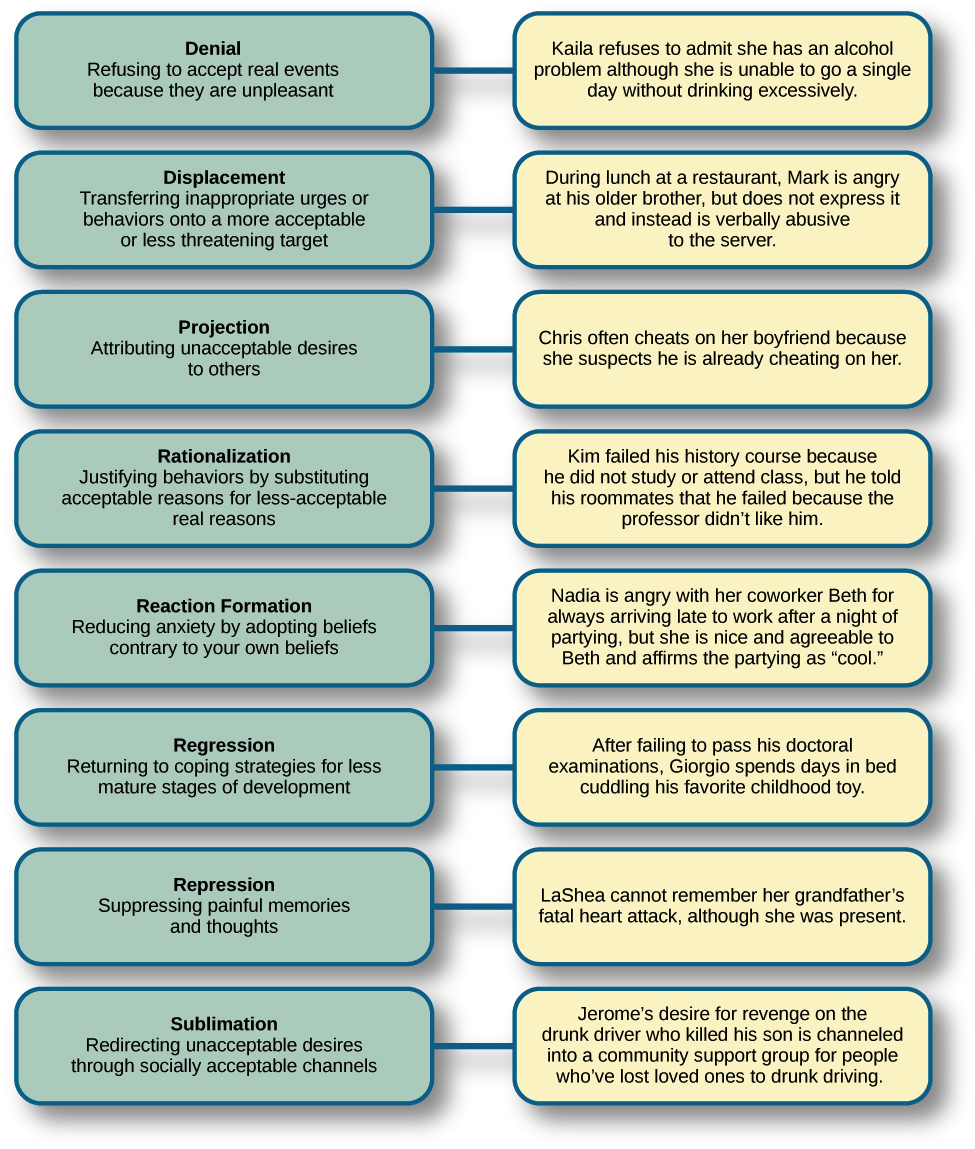 Denial
Refusing to accept real events
because they are unpleasant
Kaila refuses to admit she has an alcohol
problem although she is unable to go a single
day without drinking excessively.
Displacement
Transferring inappropriate urges or
behaviors onto a more acceptable
or less threatening target
During lunch at a restaurant, Mark is angry
at his older brother, but does not express it
and instead is verbally abusive
to the server.
Projection
Attributing unacceptable desires
to others
Chris often cheats on her boyfriend because
she suspects he is already cheating on her.
Rationalization
Justifying behaviors by substituting
acceptable reasons for less-acceptable
real reasons
Kim failed his history course because
he did not study or attend class, but he told
his roommates that he failed because the
professor didn’t like him.
Reaction Formation
Reducing anxiety by adopting beliefs
contrary to your own beliefs
Nadia is angry with her coworker Beth for
always arriving late to work after a night of
partying, but she is nice and agreeable to
Beth and affirms the partying as “cool.”
Regression
Returning to coping strategies for less
mature stages of development
After failing to pass his doctoral
examinations, Giorgio spends days in bed
cuddling his favorite childhood toy.
Repression
Suppressing painful memories
and thoughts
LaShea cannot remember her grandfather’s
fatal heart attack, although she was present.
Sublimation
Redirecting unacceptable desires
through socially acceptable channels
Jerome’s desire for revenge on the
drunk driver who killed his son is channeled
into a community support group for people
who’ve lost loved ones to drunk driving.